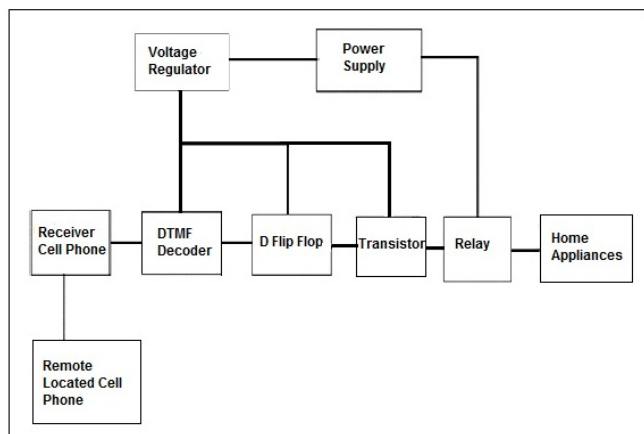 Voltage
Regulator
Power
Supply
Receiver
Cell Phone
DTMF
Decoder
D Flip Flop
Transistor
Relay
Home
Appliances
Remote
Located Cell
Phone